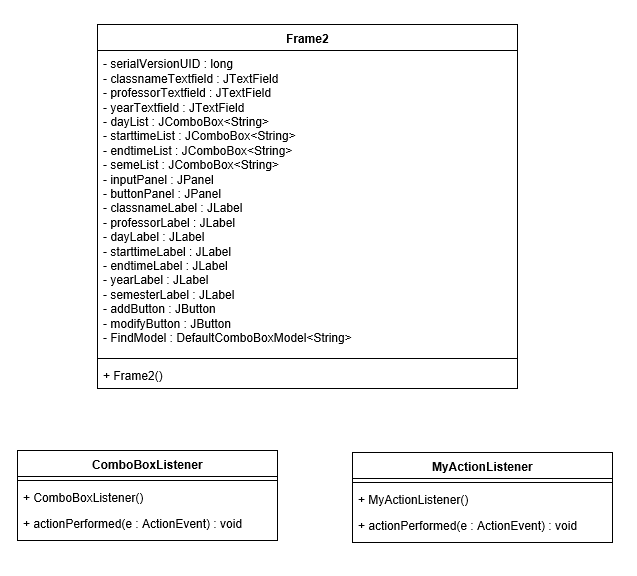 Frame2
- serialVersionUID : long
- classnameTextfield : JTextField
- professorTextfield : JTextField
- yearTextfield : JTextField
- dayList : JComboBox<String>
- starttimeList : JComboBox<String>
- endtimeList : JComboBox<String>
- semeList : JComboBox<String>
- inputPanel : JPanel
- buttonPanel : JPanel
- classnameLabel : JLabel
- professorLabel : JLabel
- dayLabel : JLabel
- starttimeLabel : JLabel
- endtimeLabel : JLabel
- yearLabel : JLabel
- semesterLabel : JLabel
- addButton : JButton
- modifyButton : JButton
- FindModel : DefaultComboBoxModel<String>
+ Frame2()
ComboBoxListener
+ ComboBoxListener()
+ actionPerformed(e : ActionEvent) : void
MyActionListener
+ MyActionListener()
+ actionPerformed(e : ActionEvent) : void